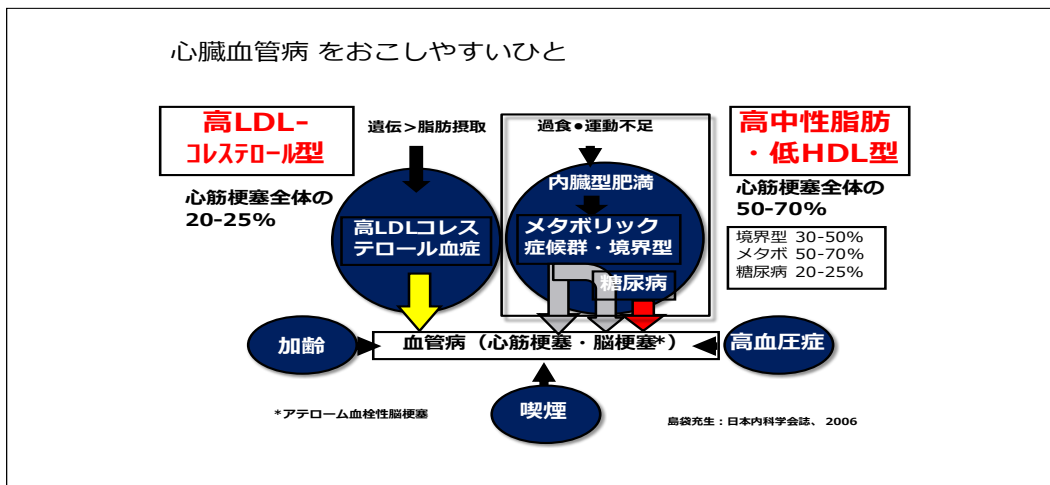 心臓血管病 をおこしやすいひと
高LDL-
ｺﾚｽﾃﾛｰﾙ型
心筋梗塞全体の
20-25%
遺伝>脂肪摂取
高LDLコレス
テロール血症
過食•運動不足
内臓型肥満
メタボリック
症候群・境界型
糖尿病
高中性脂肪
・低HDL型
心筋梗塞全体の
50-70%
境界型 30-50%
メタボ 50-70%
糖尿病 20-25%
加齢
血管病（心筋梗塞・脳梗塞*）
高血圧症
喫煙
*アテローム血栓性脳梗塞
島袋充生：日本内科学会誌、2006